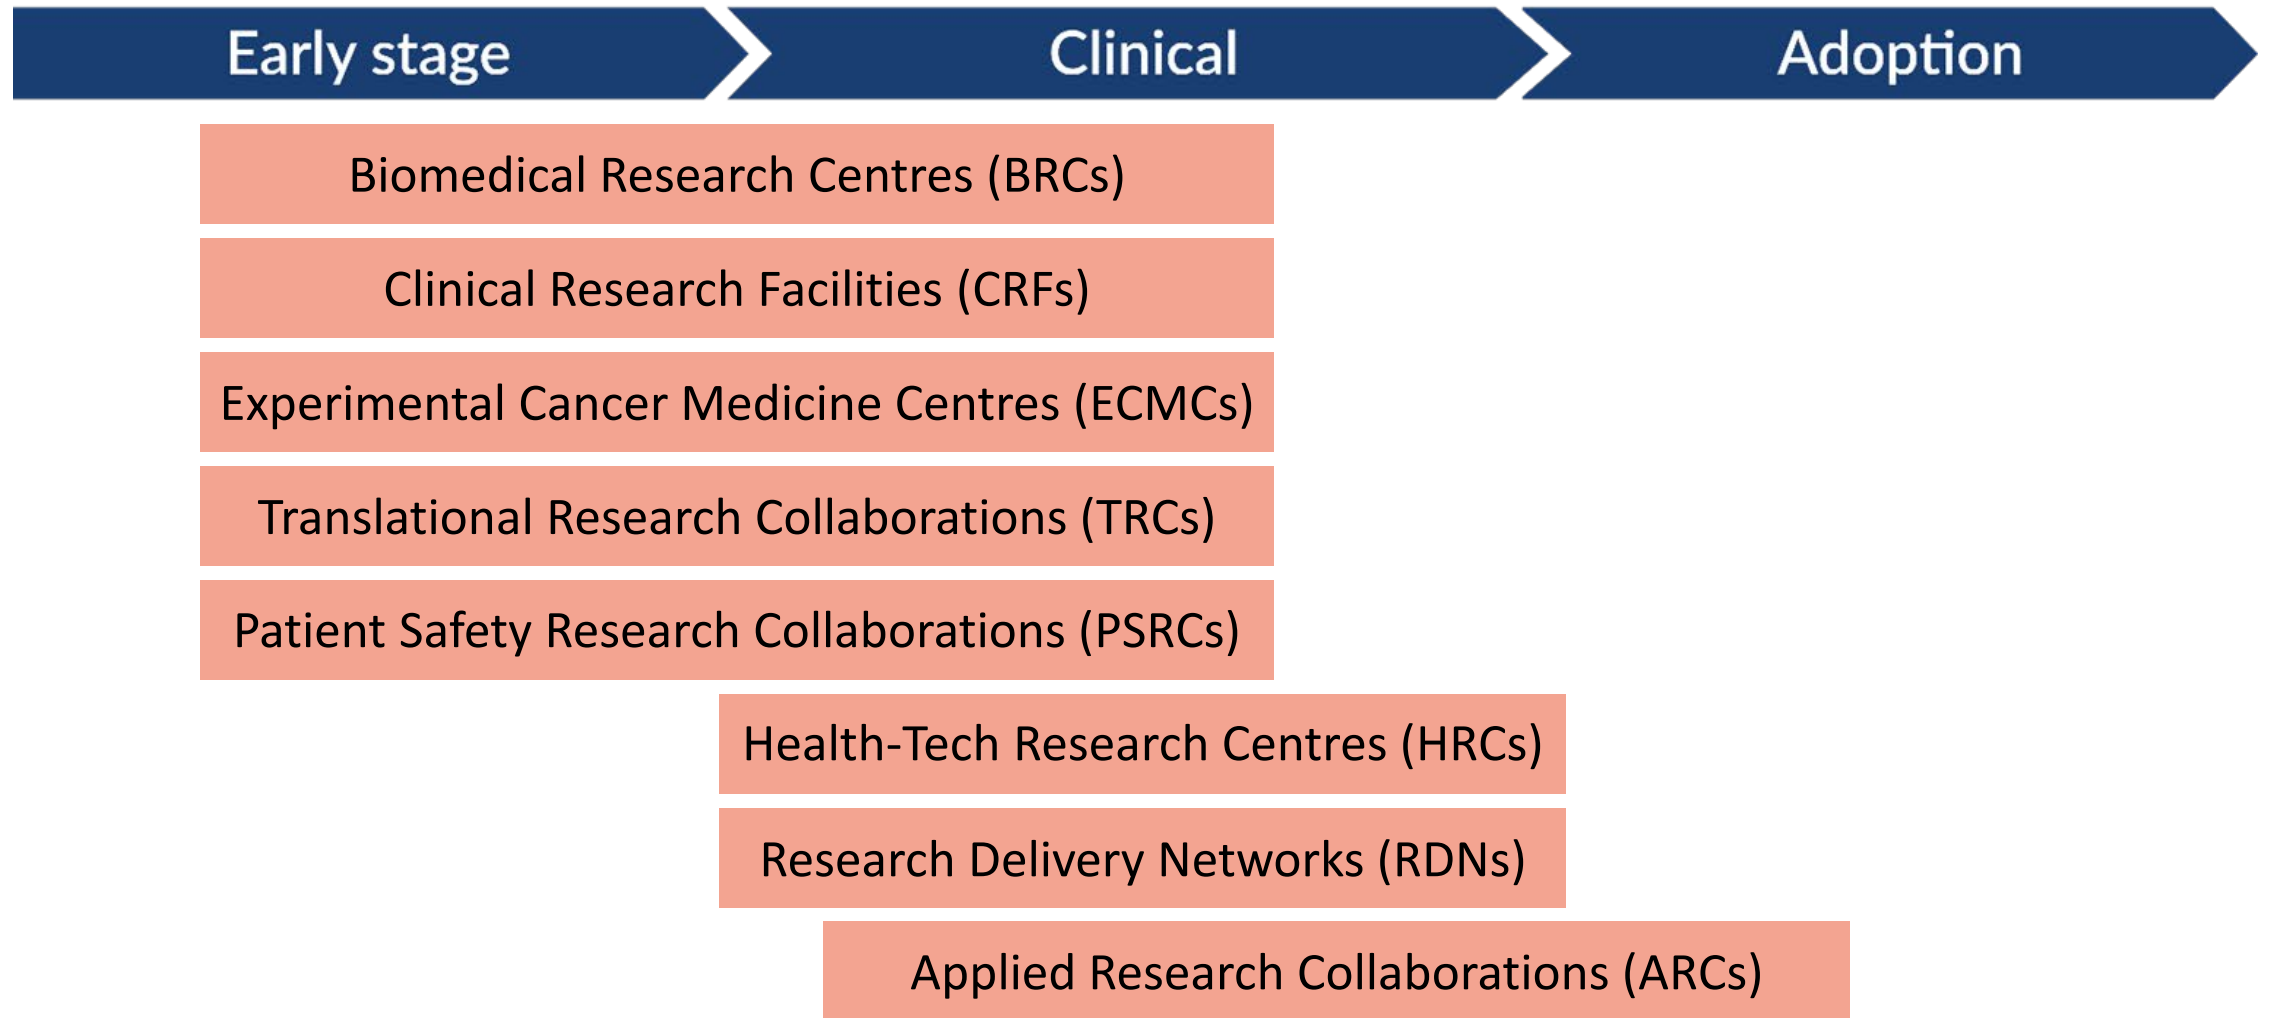 Early stage
Clinical
Adoption
Biomedical Research Centres (BRCs)
Clinical Research Facilities (CRFs)
Experimental Cancer Medicine Centres (ECMCs)
Translational Research Collaborations (TRCs)
Patient Safety Research Collaborations (PSRCs)
Health-Tech Research Centres (HRCs)
Research Delivery Networks (RDNs)
Applied Research Collaborations (ARCs)